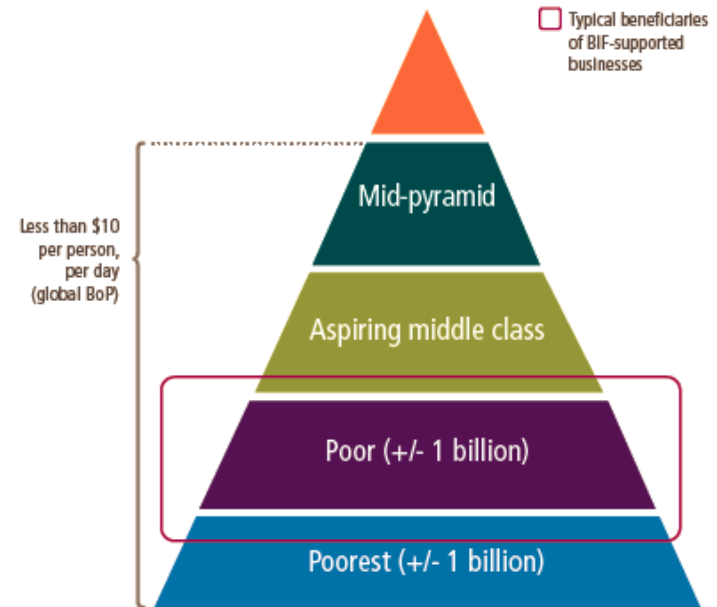 Typical beneficiaries
of BIF-supported
businesses
Mid-pyramid
Less than $10
per person,
per day
(global BoP)
Aspiring middle class
Poor (+/- 1 billion)
Poorest (+/- 1 billion)